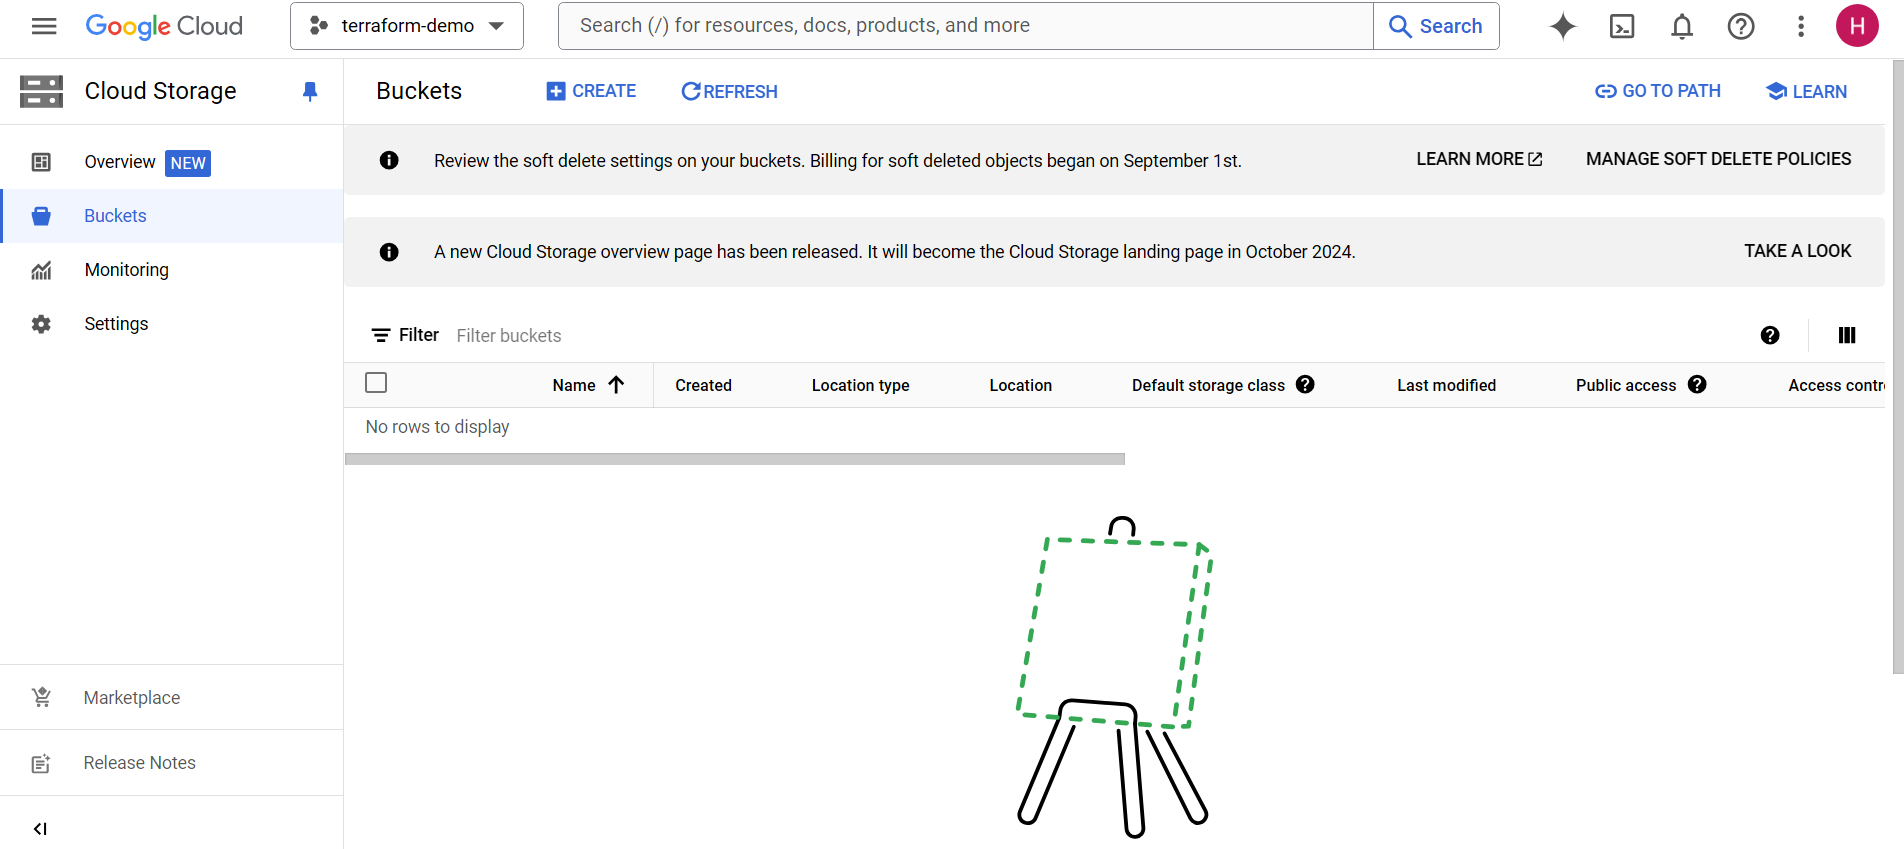 Google Cloud
terraform-demo
Search (/) for resources, docs, products, and more
Search
H
Cloud Storage
Buckets
CREATE
REFRESH
GO TO PATH
LEARN
Overview NEW
Buckets
Monitoring
Settings
Marketplace
Release Notes
Review the soft delete settings on your buckets. Billing for soft deleted objects began on September 1st.
LEARN MORE
MANAGE SOFT DELETE POLICIES
A new Cloud Storage overview page has been released. It will become the Cloud Storage landing page in October 2024.
TAKE A LOOK
Filter Filter buckets
Name Created Location type Location Default storage class Last modified Public access Access contr
No rows to display